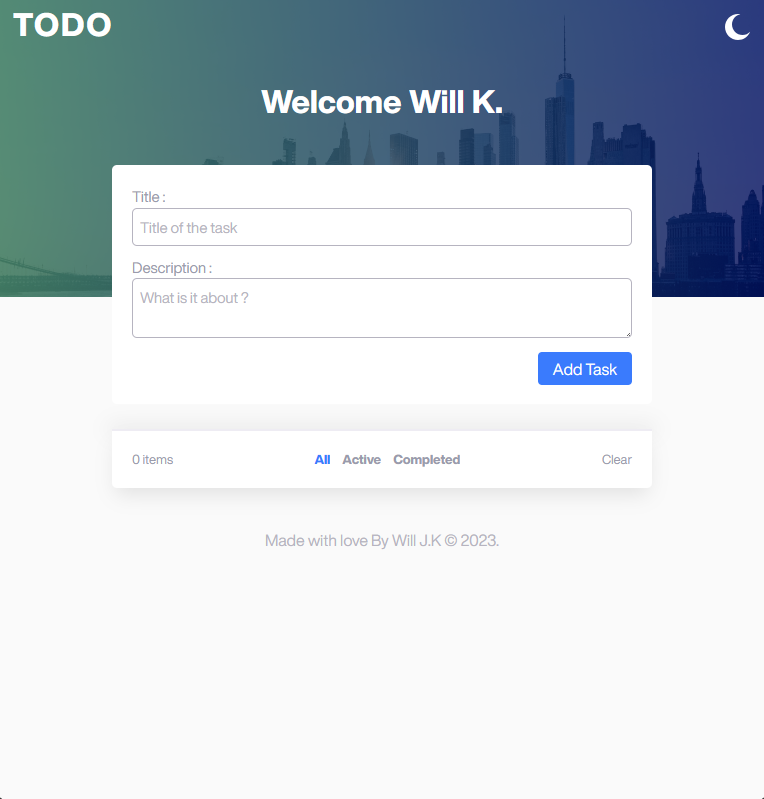 TODO
Welcome Will K.
Title :
Title of the task
Description :
What is it about ?
Add Task
0 items All Active Completed Clear
Made with love By Will J.K © 2023.